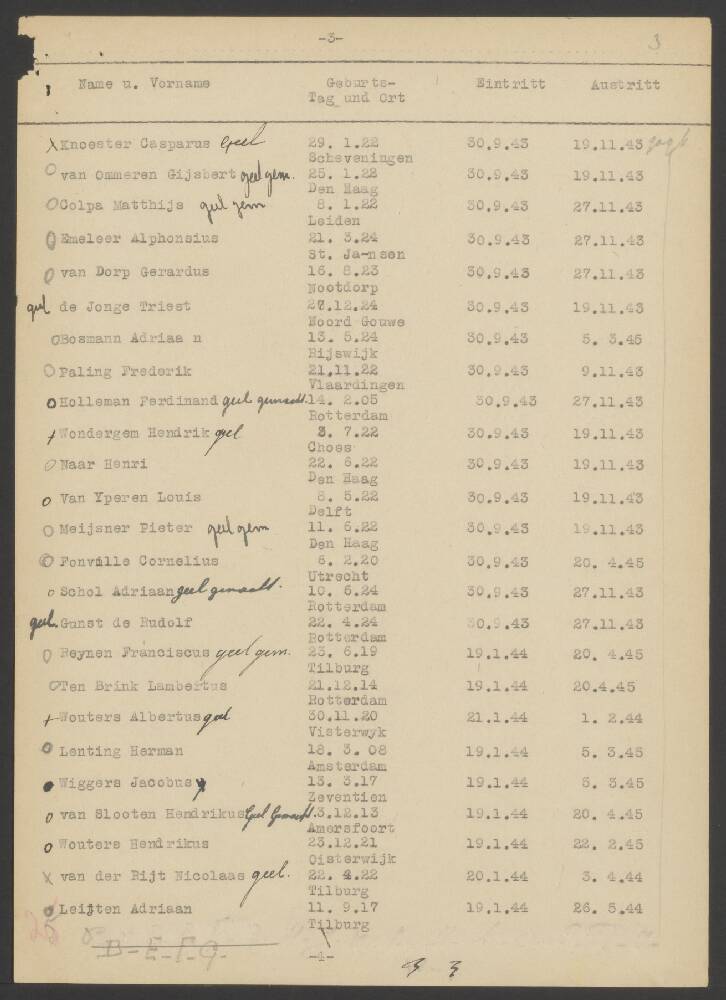 -3-
3
Name u. Vorname Geburts- Eintritt Austritt
Tag und Ort
x Knoester Casparus geel 29. 1.22 30.9.43 19.11.43
Scheveningen
O van Ommeren Gijsbert geel gem. 25. 1.22 30.9.43 19.11.43
Den Haag
O Colpa Matthijs geel gem 8. 1.22 30.9.43 27.11.43
Leiden
O Emeleer Alphonsius 21. 3.24 30.9.43 27.11.43
St. Ja-nsen
O van Dorp Gerardus 16. 8.23 30.9.43 27.11.43
Nootdorp
geel de Jonge Triest 27.12.24 30.9.43 19.11.43
Noord Gouwe
O Bosmann Adriaa n 13. 5.24 30.9.43 5. 3.45
Rijswijk
O Paling Frederik 21.11.22 30.9.43 9.11.43
Vlaardingen
O Holleman Ferdinand geel gemaakt. 14. 2.05 30.9.43 27.11.43
Rotterdam
+ Wondergem Hendrik geel 3. 7.22 30.9.43 19.11.43
Choes
O Naar Henri 22. 6.22 30.9.43 19.11.43
Den Haag
O Van Yperen Louis 8. 5.22 30.9.43 19.11.43
Delft
O Meijsner Pieter geel gem 11. 6.22 30.9.43 19.11.43
Den Haag
O Fonville Cornelius 6. 2.20 30.9.43 20. 4.45
Utrecht
O Schol Adriaan geel gemaakt. 10. 6.24 30.9.43 27.11.43
Rotterdam
geel. Gunst de Rudolf 22. 4.24 30.9.43 27.11.43
Rotterdam
O Reynen Franciscus geel gem. 23. 6.19 19.1.44 20. 4.45
Tilburg
O Ten Brink Lambertus 21.12.14 19.1.44 20.4.45
Rotterdam
+ Wouters Albertus geel 30.11.20 21.1.44 1. 2.44
Visterwyk
O Lenting Herman 18. 3. 08 19.1.44 5. 3.45
Amsterdam
Wiggers Jacobus 13. 3.17 19.1.44 5. 3.45
Zeventien
O van Slooten Hendrikus geel gemaakt. 3.12.13 19.1.44 20. 4.45
Amersfoort
O Wouters Hendrikus 23.12.21 19.1.44 22. 2.45
Oisterwijk
X van der Rijt Nicolaas geel. 22. 4.22 20.1.44 3. 4.44
Tilburg
O Leijten Adriaan 11. 9.17 19.1.44 26. 5.44
Tilburg
25
-4-
3 3